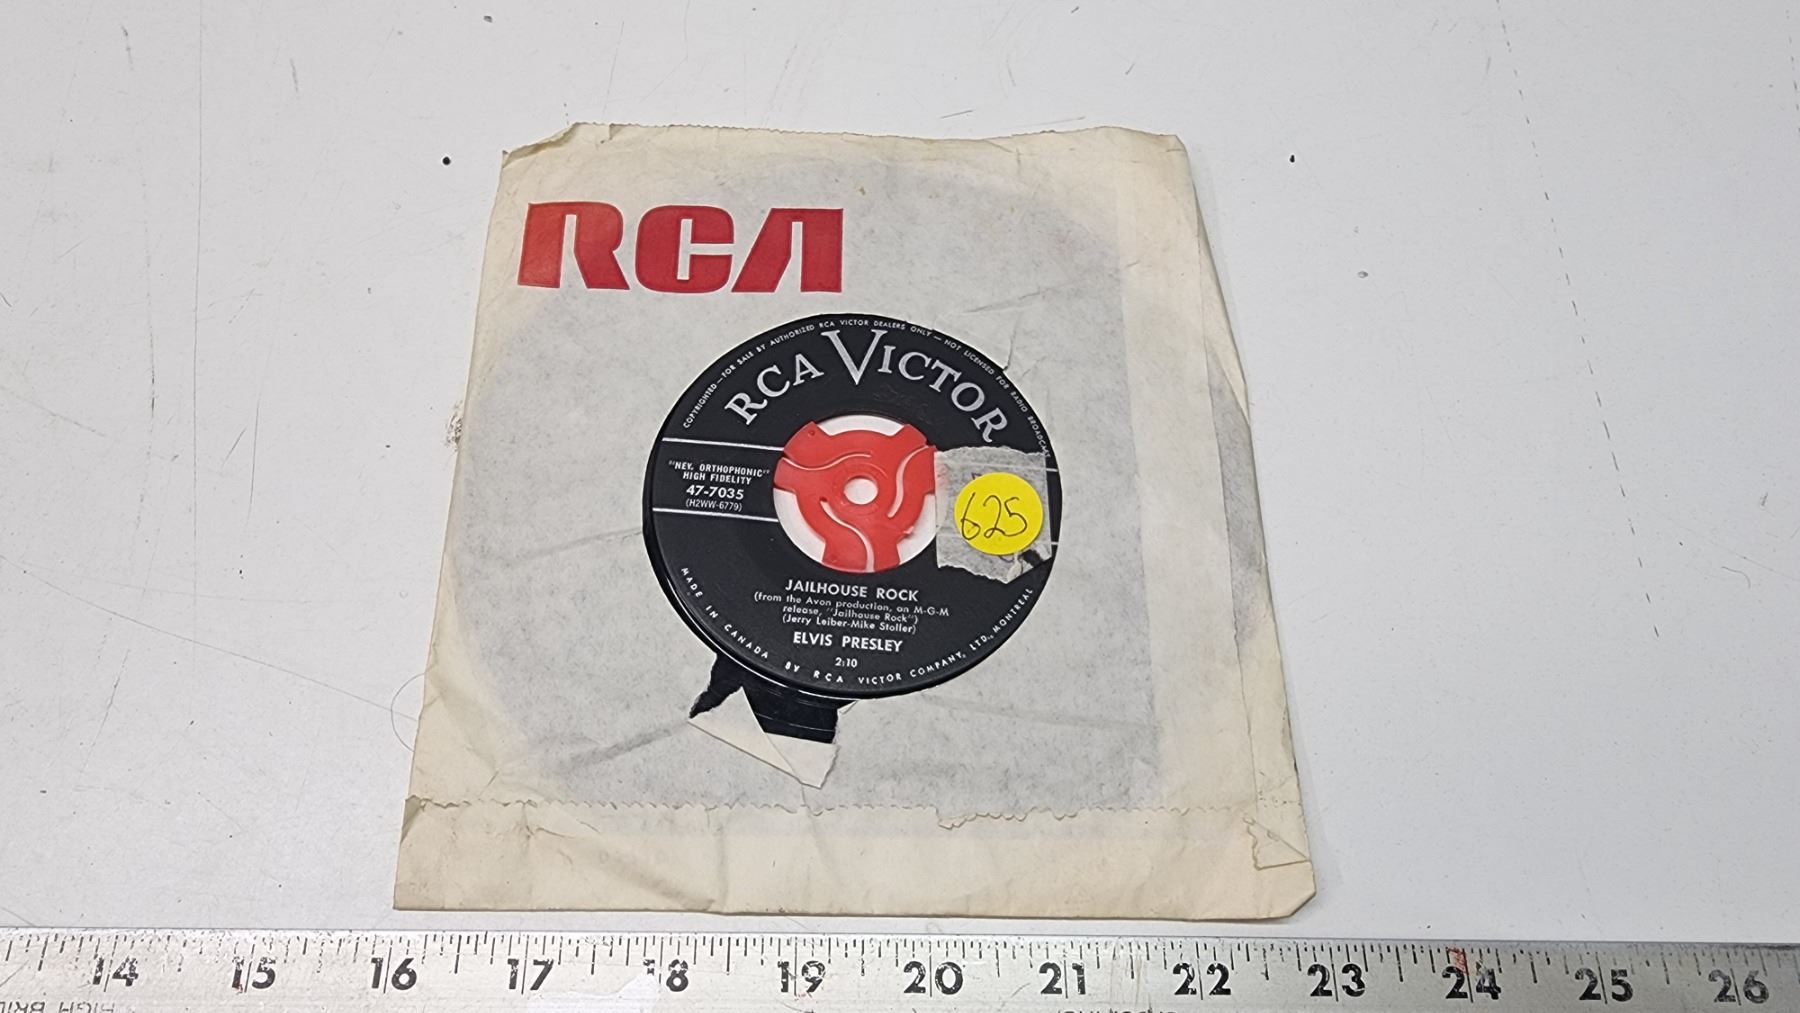 RCA
COPYRIGHTED—FOR SALE BY AUTHORIZED RCA VICTOR DEALERS ONLY — NOT LICENSED FOR RADIO BROADCAST
RCA VICTOR
"NEW ORTHOPHONIC"
HIGH FIDELITY
47-7035
(H2WW-6779)
625
JAILHOUSE ROCK
(from the Avon production, an M-G-M
release, "Jailhouse Rock")
(Jerry Leiber-Mike Stoller)
ELVIS PRESLEY
2:10
MADE IN CANADA BY RCA VICTOR COMPANY, LTD., MONTREAL
14 15 16 17 18 19 20 21 22 23 24 25 26